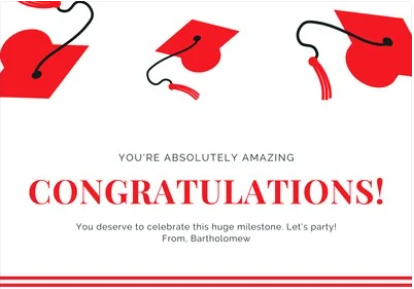 YOU'RE ABSOLUTELY AMAZING
CONGRATULATIONS!
You deserve to celebrate this huge milestone. Let's party!
From, Bartholomew